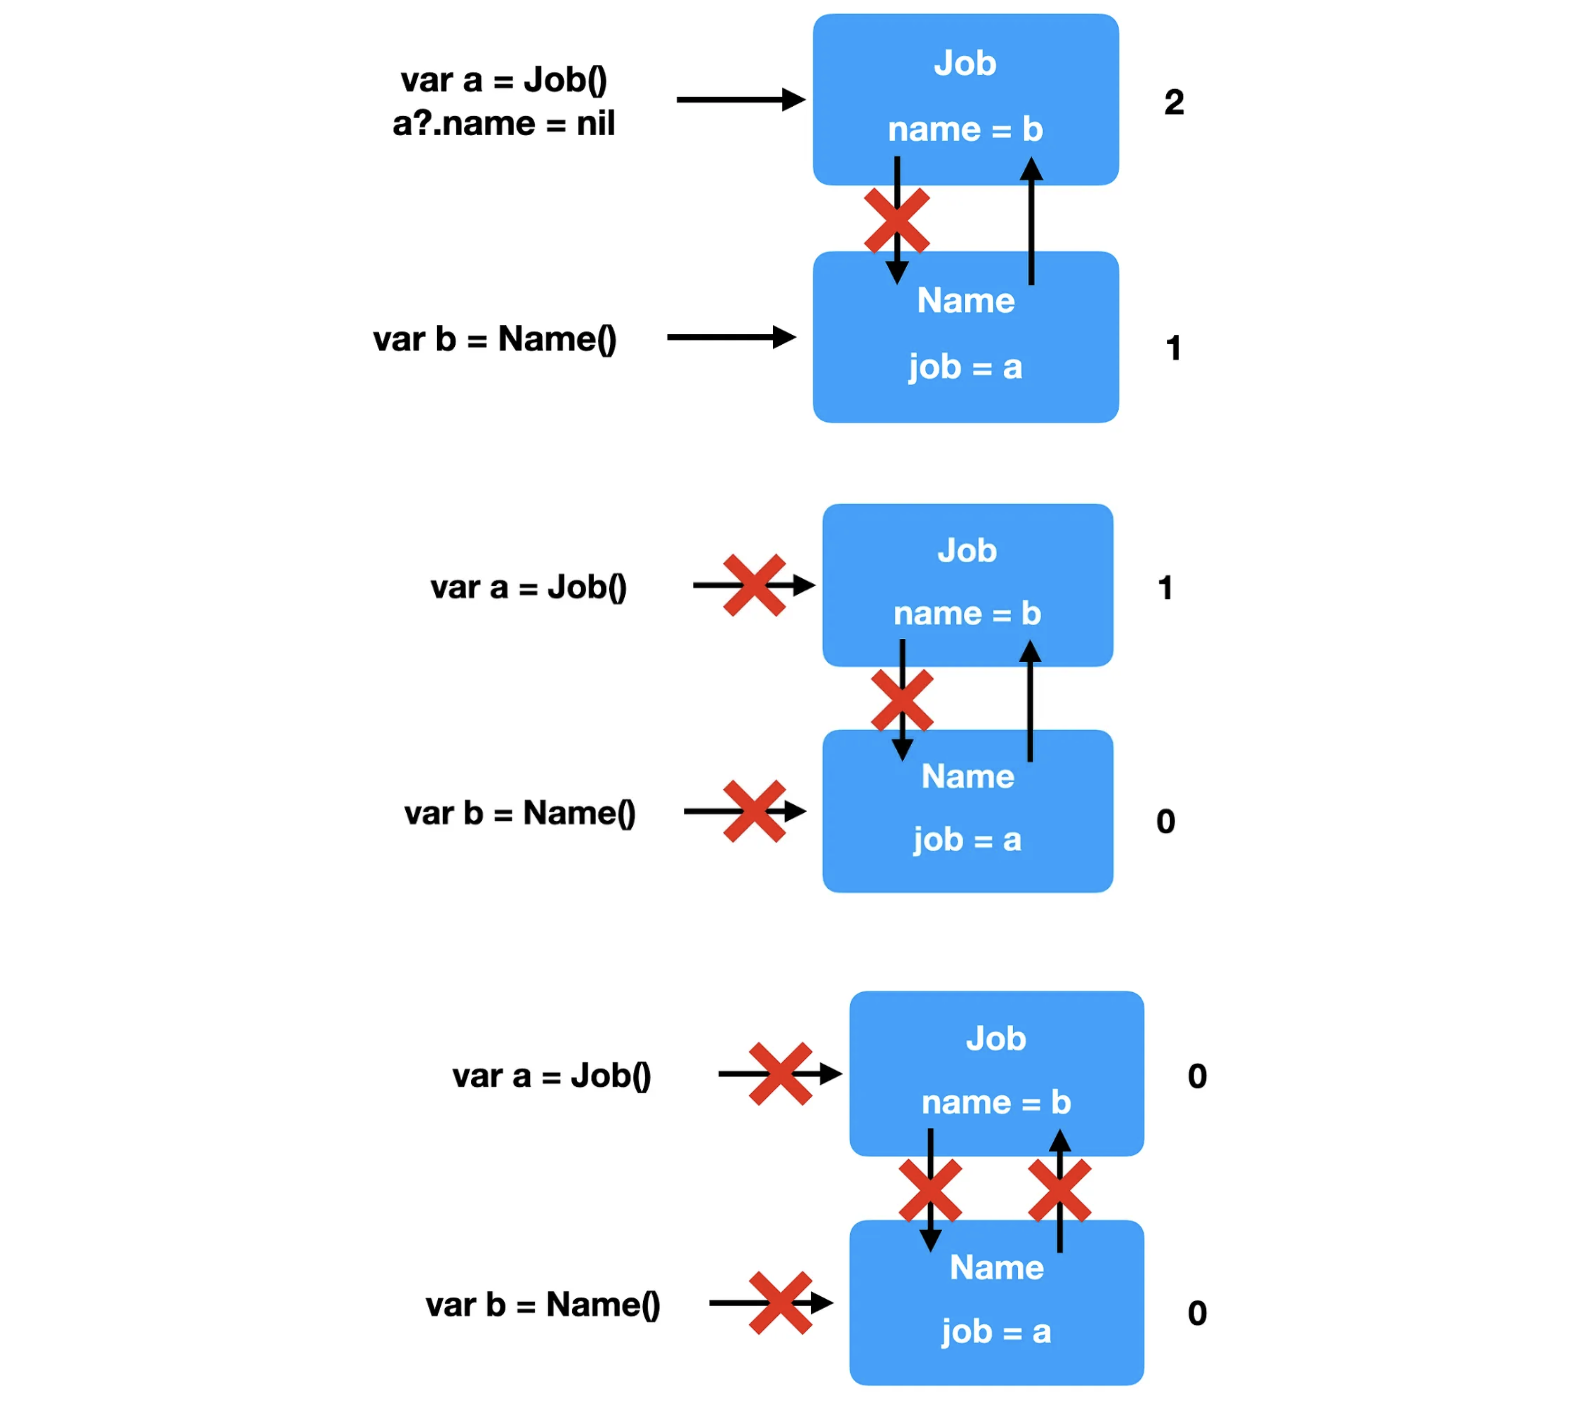 var a = Job()
a?.name = nil
Job
name = b
2
var b = Name()
Name
job = a
1
var a = Job()
Job
name = b
1
var b = Name()
Name
job = a
0
var a = Job()
Job
name = b
0
var b = Name()
Name
job = a
0